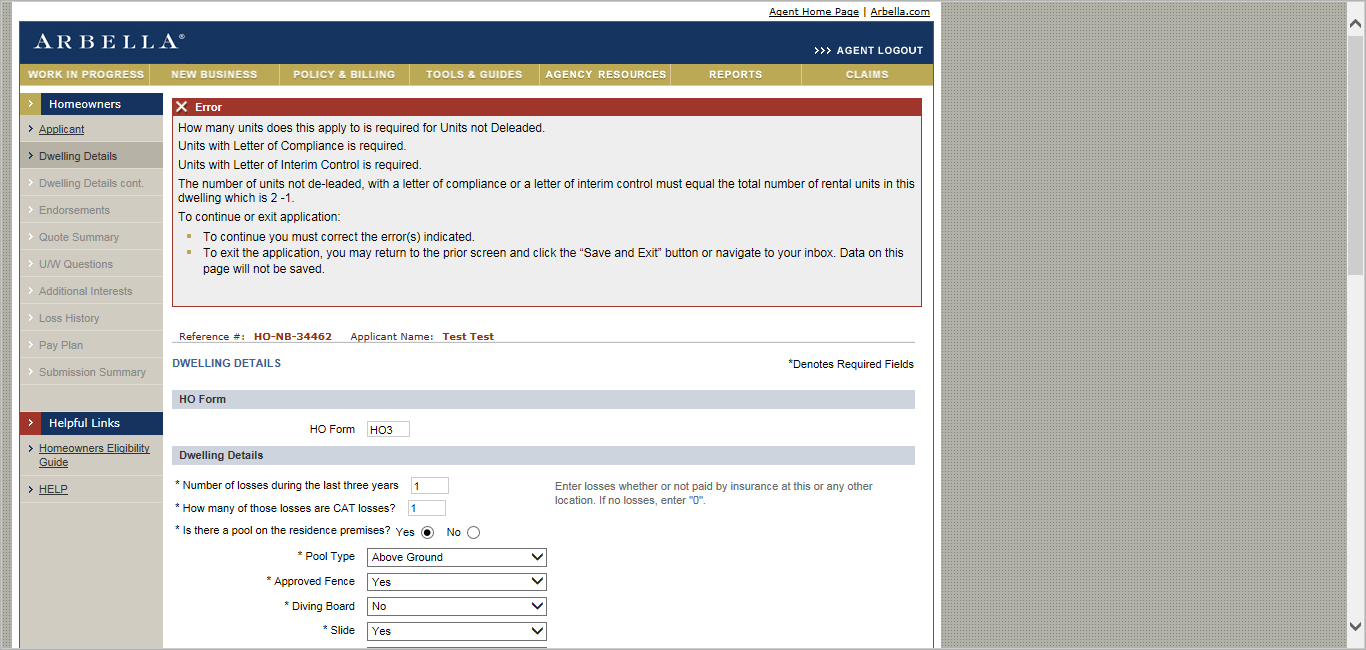 Agent Home Page | Arbella.com
ARBELLA®
>>> AGENT LOGOUT
WORK IN PROGRESS NEW BUSINESS POLICY & BILLING TOOLS & GUIDES AGENCY RESOURCES REPORTS CLAIMS
Homeowners
Applicant
Dwelling Details
Dwelling Details cont.
Endorsements
Quote Summary
U/W Questions
Additional Interests
Loss History
Pay Plan
Submission Summary
Helpful Links
Homeowners Eligibility
Guide
HELP
Error
How many units does this apply to is required for Units not Deleaded.
Units with Letter of Compliance is required.
Units with Letter of Interim Control is required.
The number of units not de-leaded, with a letter of compliance or a letter of interim control must equal the total number of rental units in this
dwelling which is 2 -1.
To continue or exit application:
To continue you must correct the error(s) indicated.
To exit the application, you may return to the prior screen and click the “Save and Exit” button or navigate to your inbox. Data on this
page will not be saved.
Reference #: HO-NB-34462 Applicant Name: Test Test
DWELLING DETAILS *Denotes Required Fields
HO Form
HO Form HO3
Dwelling Details
* Number of losses during the last three years 1
Enter losses whether or not paid by insurance at this or any other
location. If no losses, enter "0".
* How many of those losses are CAT losses? 1
* Is there a pool on the residence premises? Yes No
* Pool Type Above Ground
* Approved Fence Yes
* Diving Board No
* Slide Yes